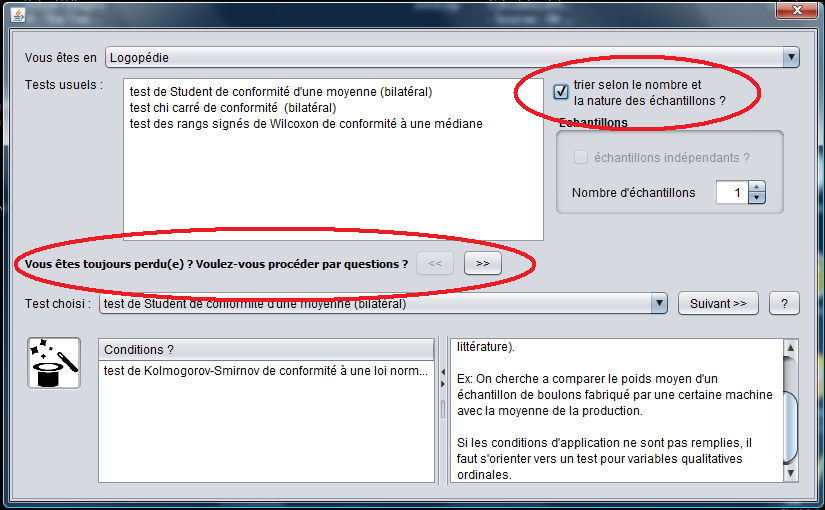 Vous êtes en
Logopédie
Tests usuels :
test de Student de conformité d'une moyenne (bilatéral)
test chi carré de conformité (bilatéral)
test des rangs signés de Wilcoxon de conformité à une médiane
trier selon le nombre et
la nature des échantillons ?
Echantillons
échantillons indépendants ?
Nombre d'échantillons
1
Vous êtes toujours perdu(e) ? Voulez-vous procéder par questions ?
<<
>>
Test choisi :
test de Student de conformité d'une moyenne (bilatéral)
Suivant >>
?
Conditions ?
test de Kolmogorov-Smirnov de conformité à une loi norm...
littérature).
Ex: On cherche a comparer le poids moyen d'un
échantillon de boulons fabriqué par une certaine machine
avec la moyenne de la production.
Si les conditions d'application ne sont pas remplies, il
faut s'orienter vers un test pour variables qualitatives
ordinales.